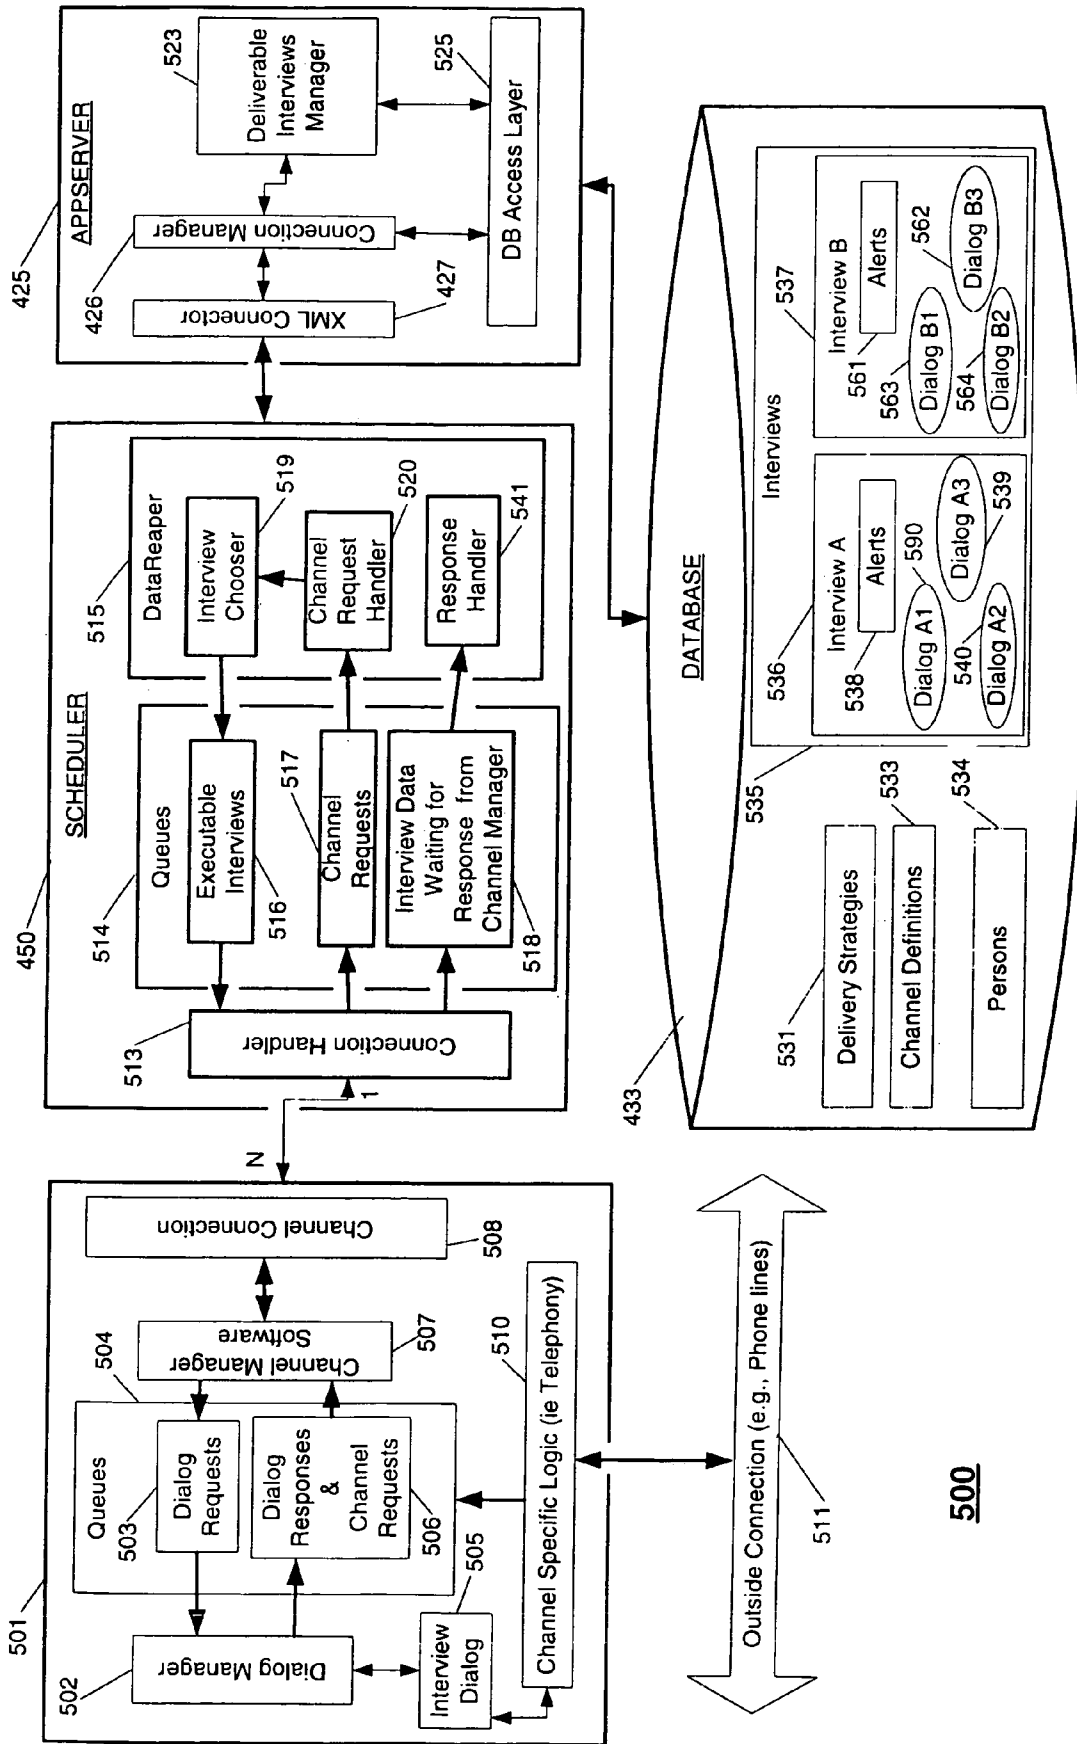 501
502
Dialog Manager
Queues
503
Dialog
Requests
504
Dialog
Responses
&
Channel
Requests
506
Channel Manager
Software
507
Channel Connection
508
505
Interview
Dialog
510
Channel Specific Logic (ie Telephony)
Outside Connection (e.g., Phone lines)
511
500
N
1
450
SCHEDULER
513
Connection Handler
514
Queues
Executable
Interviews
516
517
Channel
Requests
Interview Data
Waiting for
Response from
Channel Manager
518
515
DataReaper
Interview
Chooser
519
Channel
Request
Handler
520
Response
Handler
541
425
APPSERVER
426
XML Connector
427
Connection Manager
523
Deliverable
Interviews
Manager
525
DB Access Layer
433
DATABASE
531
Delivery Strategies
Channel Definitions
533
Persons
534
535
Interviews
536
Interview A
538
Alerts
Dialog A1
590
540
Dialog A2
Dialog A3
539
537
Interview B
561
Alerts
563
Dialog B1
562
564
Dialog B2
Dialog B3